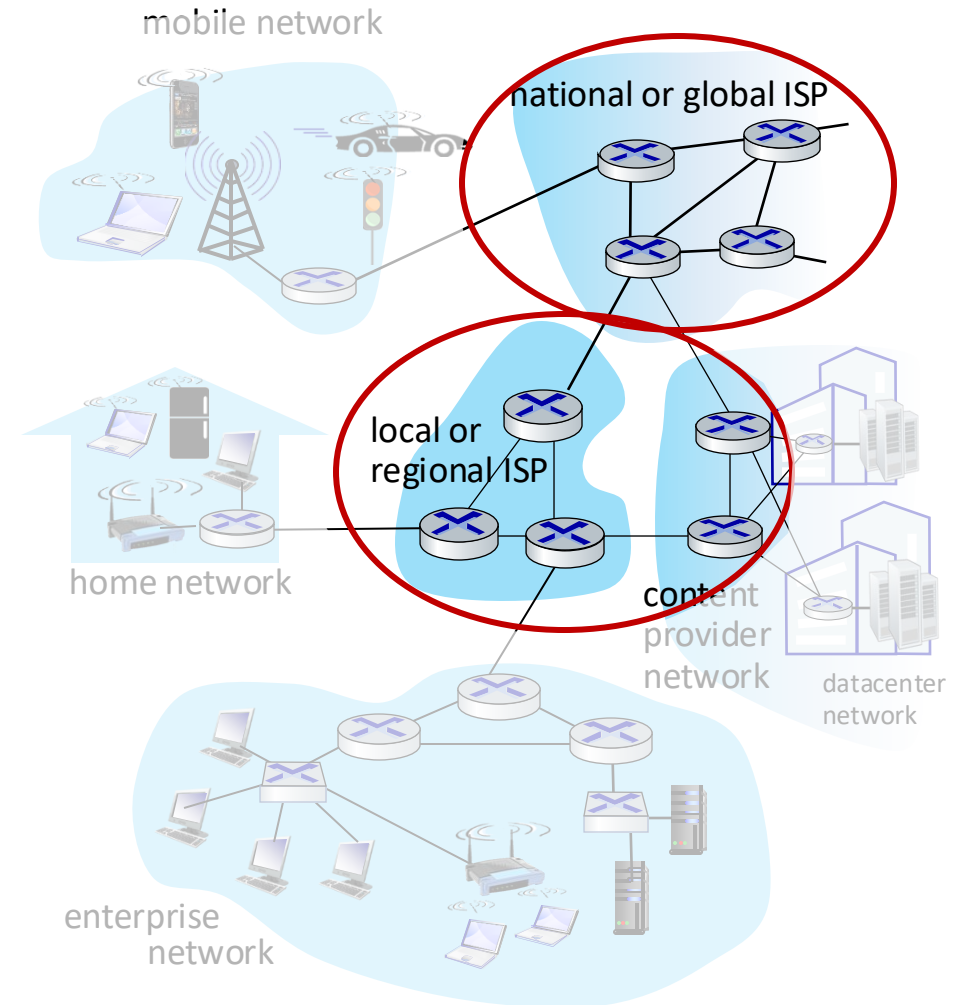 mobile network
national or global ISP
local or
regional ISP
home network
content
provider
network
datacenter
network
enterprise
network